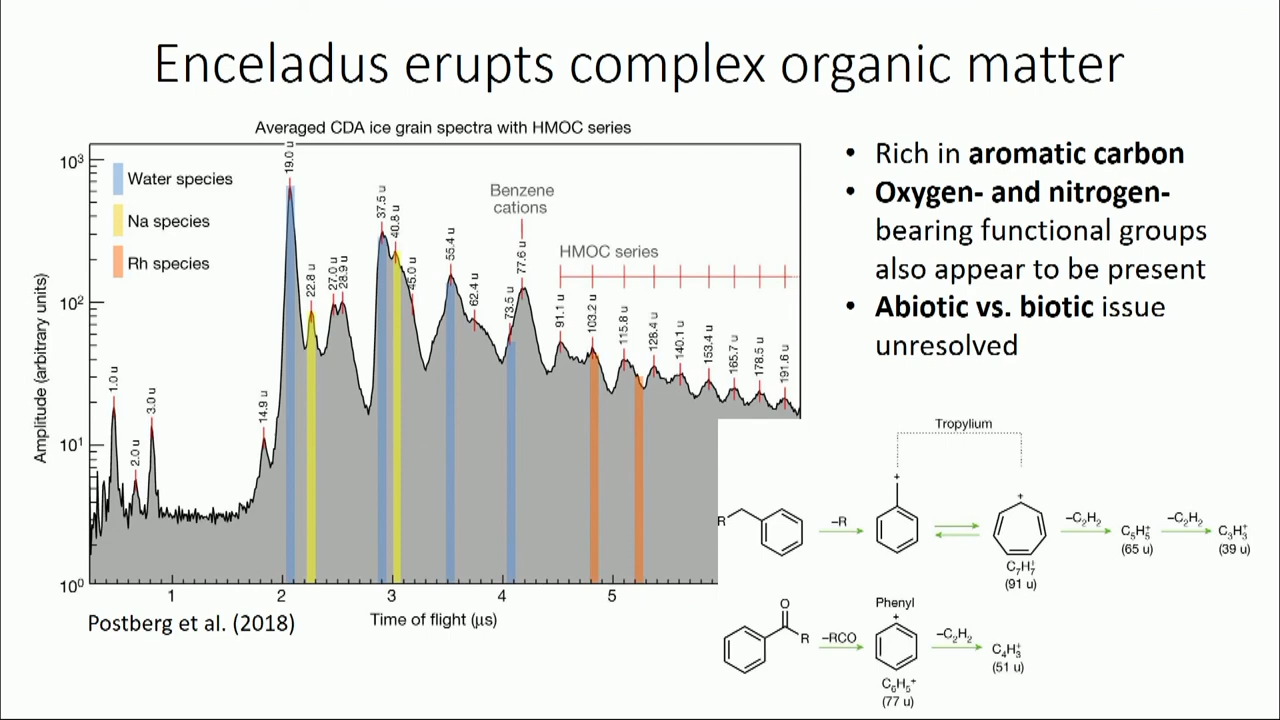 Enceladus erupts complex organic matter
Averaged CDA ice grain spectra with HMOC series
Amplitude (arbitrary units)
10³
10²
10¹
10⁰
Water species
Na species
Rh species
1.0 u
2.0 u
3.0 u
14.9 u
19.0 u
22.8 u
27.0 u
28.9 u
37.5 u
40.8 u
45.0 u
55.4 u
62.4 u
73.5 u
77.6 u
Benzene
cations
HMOC series
91.1 u
103.2 u
115.8 u
128.4 u
140.1 u
153.4 u
165.7 u
178.5 u
191.6 u
1 2 3 4 5
Time of flight (µs)
Postberg et al. (2018)
• Rich in aromatic carbon
• Oxygen- and nitrogen-
bearing functional groups
also appear to be present
• Abiotic vs. biotic issue
unresolved
Tropylium
R
–R
+
+
C₇H₇⁺
(91 u)
–C₂H₂
C₅H₅⁺
(65 u)
–C₂H₂
C₃H₃⁺
(39 u)
O
R
–RCO
Phenyl
+
C₆H₅⁺
(77 u)
–C₂H₂
C₄H₃⁺
(51 u)